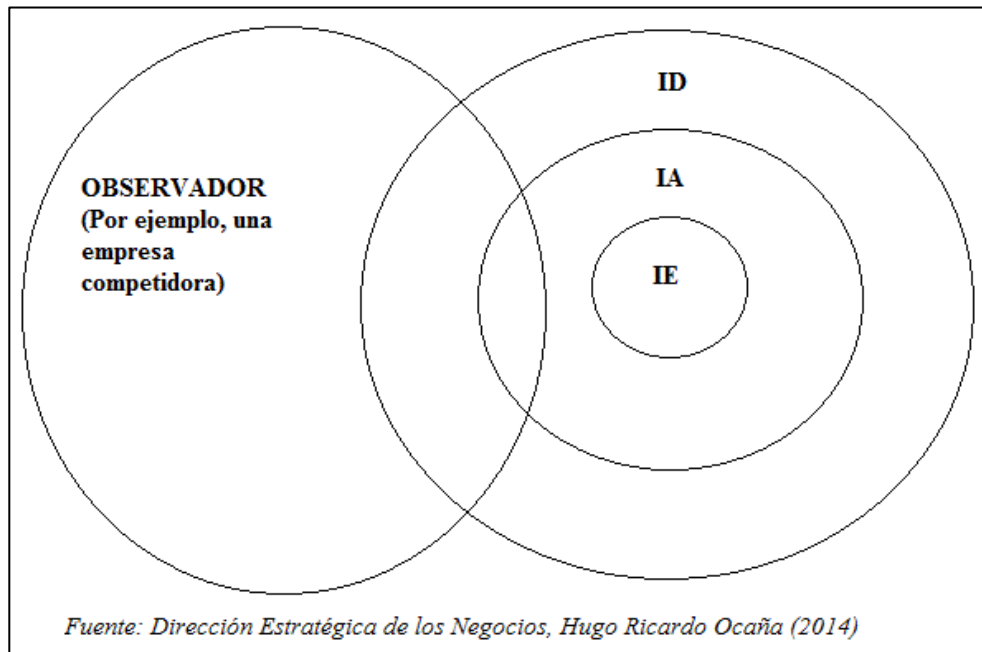 ID
IA
IE
OBSERVADOR
(Por ejemplo, una
empresa
competidora)
Fuente: Dirección Estratégica de los Negocios, Hugo Ricardo Ocaña (2014)